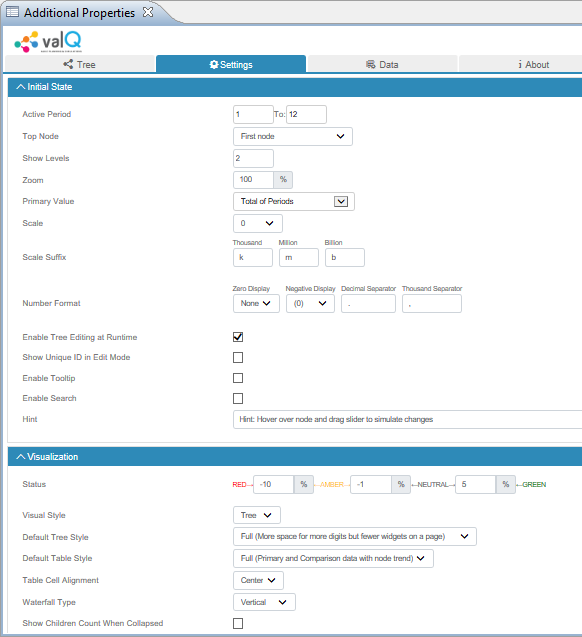 Additional Properties
valQ
Tree Settings Data About
Initial State
Active Period 1 To: 12
Top Node First node
Show Levels 2
Zoom 100 %
Primary Value Total of Periods
Scale 0
Thousand Million Billion
Scale Suffix k m b
Zero Display Negative Display Decimal Separator Thousand Separator
Number Format None (0) . ,
Enable Tree Editing at Runtime
Show Unique ID in Edit Mode
Enable Tooltip
Enable Search
Hint Hint: Hover over node and drag slider to simulate changes
Visualization
Status RED→ -10 % ←AMBER→ -1 % ←NEUTRAL→ 5 % ←GREEN
Visual Style Tree
Default Tree Style Full (More space for more digits but fewer widgets on a page)
Default Table Style Full (Primary and Comparison data with node trend)
Table Cell Alignment Center
Waterfall Type Vertical
Show Children Count When Collapsed